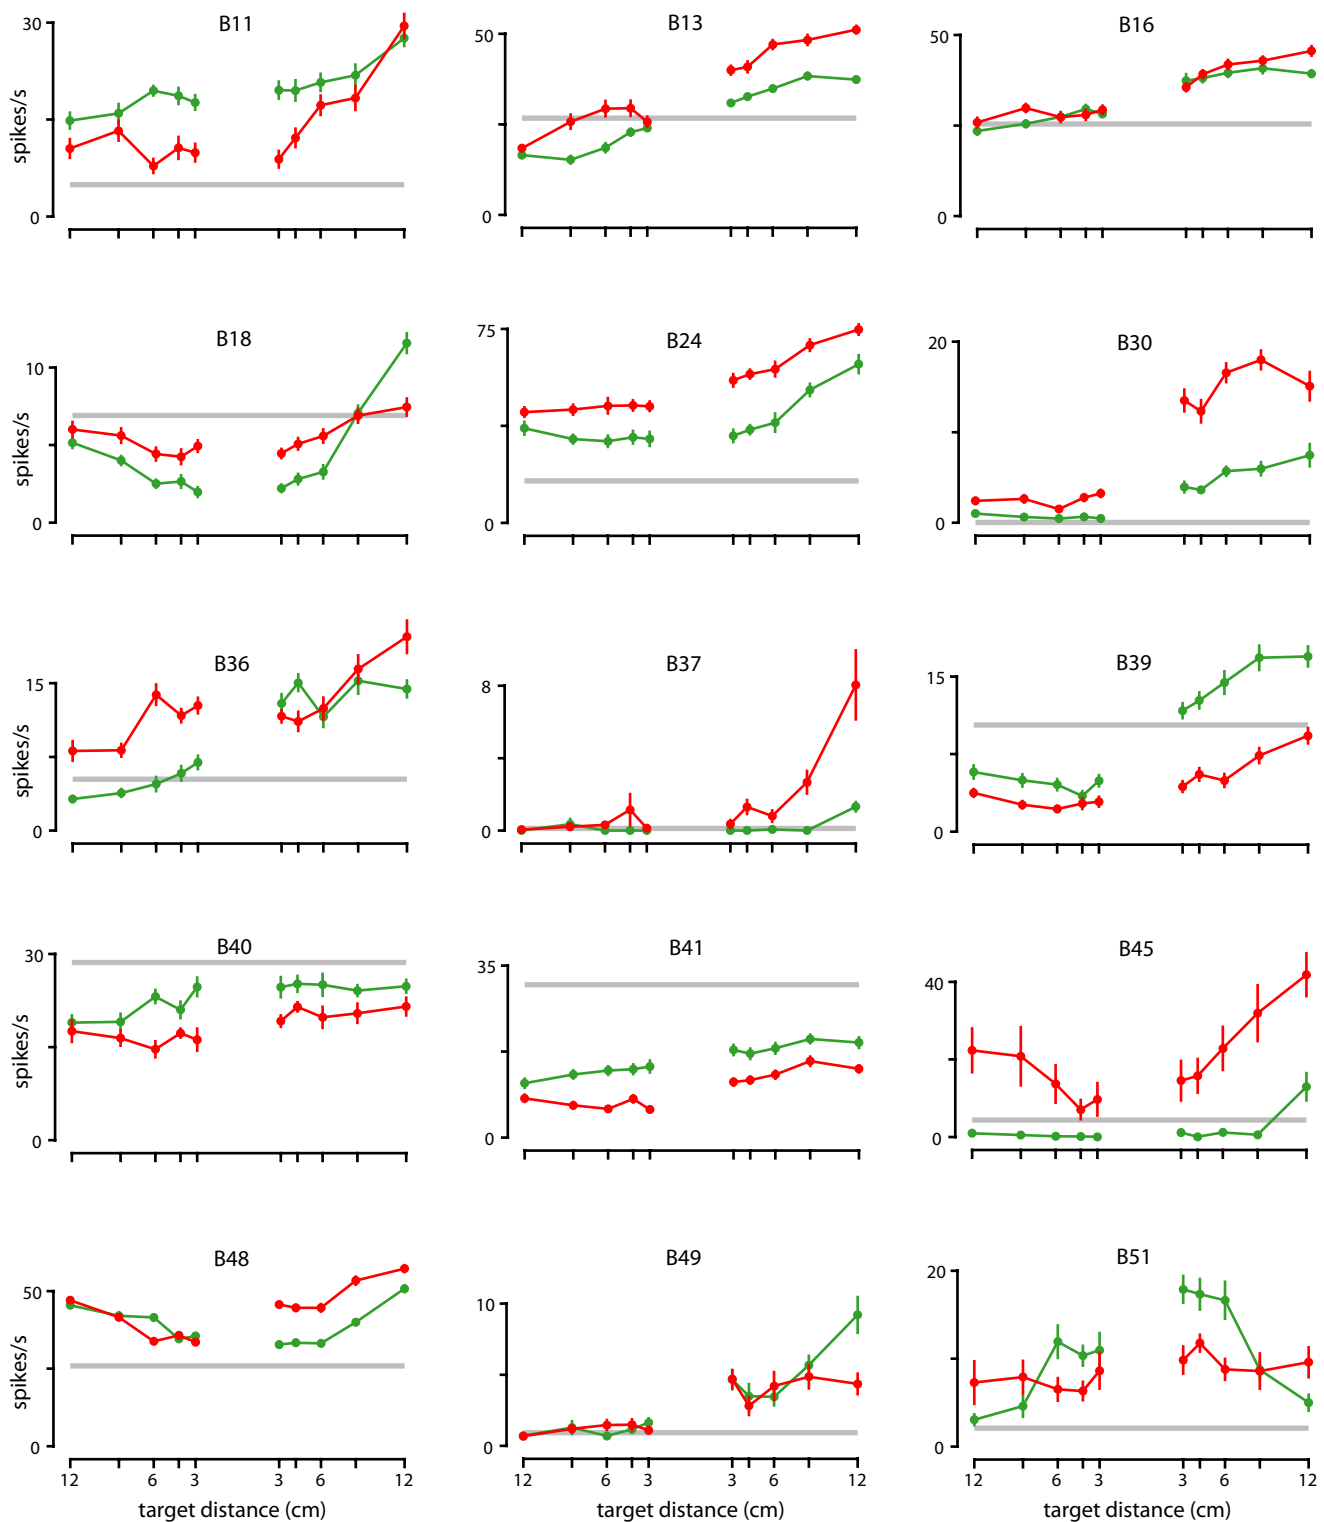 B11
B13
B16
30
50
50
spikes/s
0
0
0
B18
B24
B30
10
75
20
spikes/s
0
0
0
B36
B37
B39
15
8
15
spikes/s
0
0
0
B40
B41
B45
30
35
40
spikes/s
0
0
0
B48
B49
B51
50
10
20
spikes/s
0
0
0
12 6 3 3 6 12
12 6 3 3 6 12
12 6 3 3 6 12
target distance (cm)
target distance (cm)
target distance (cm)